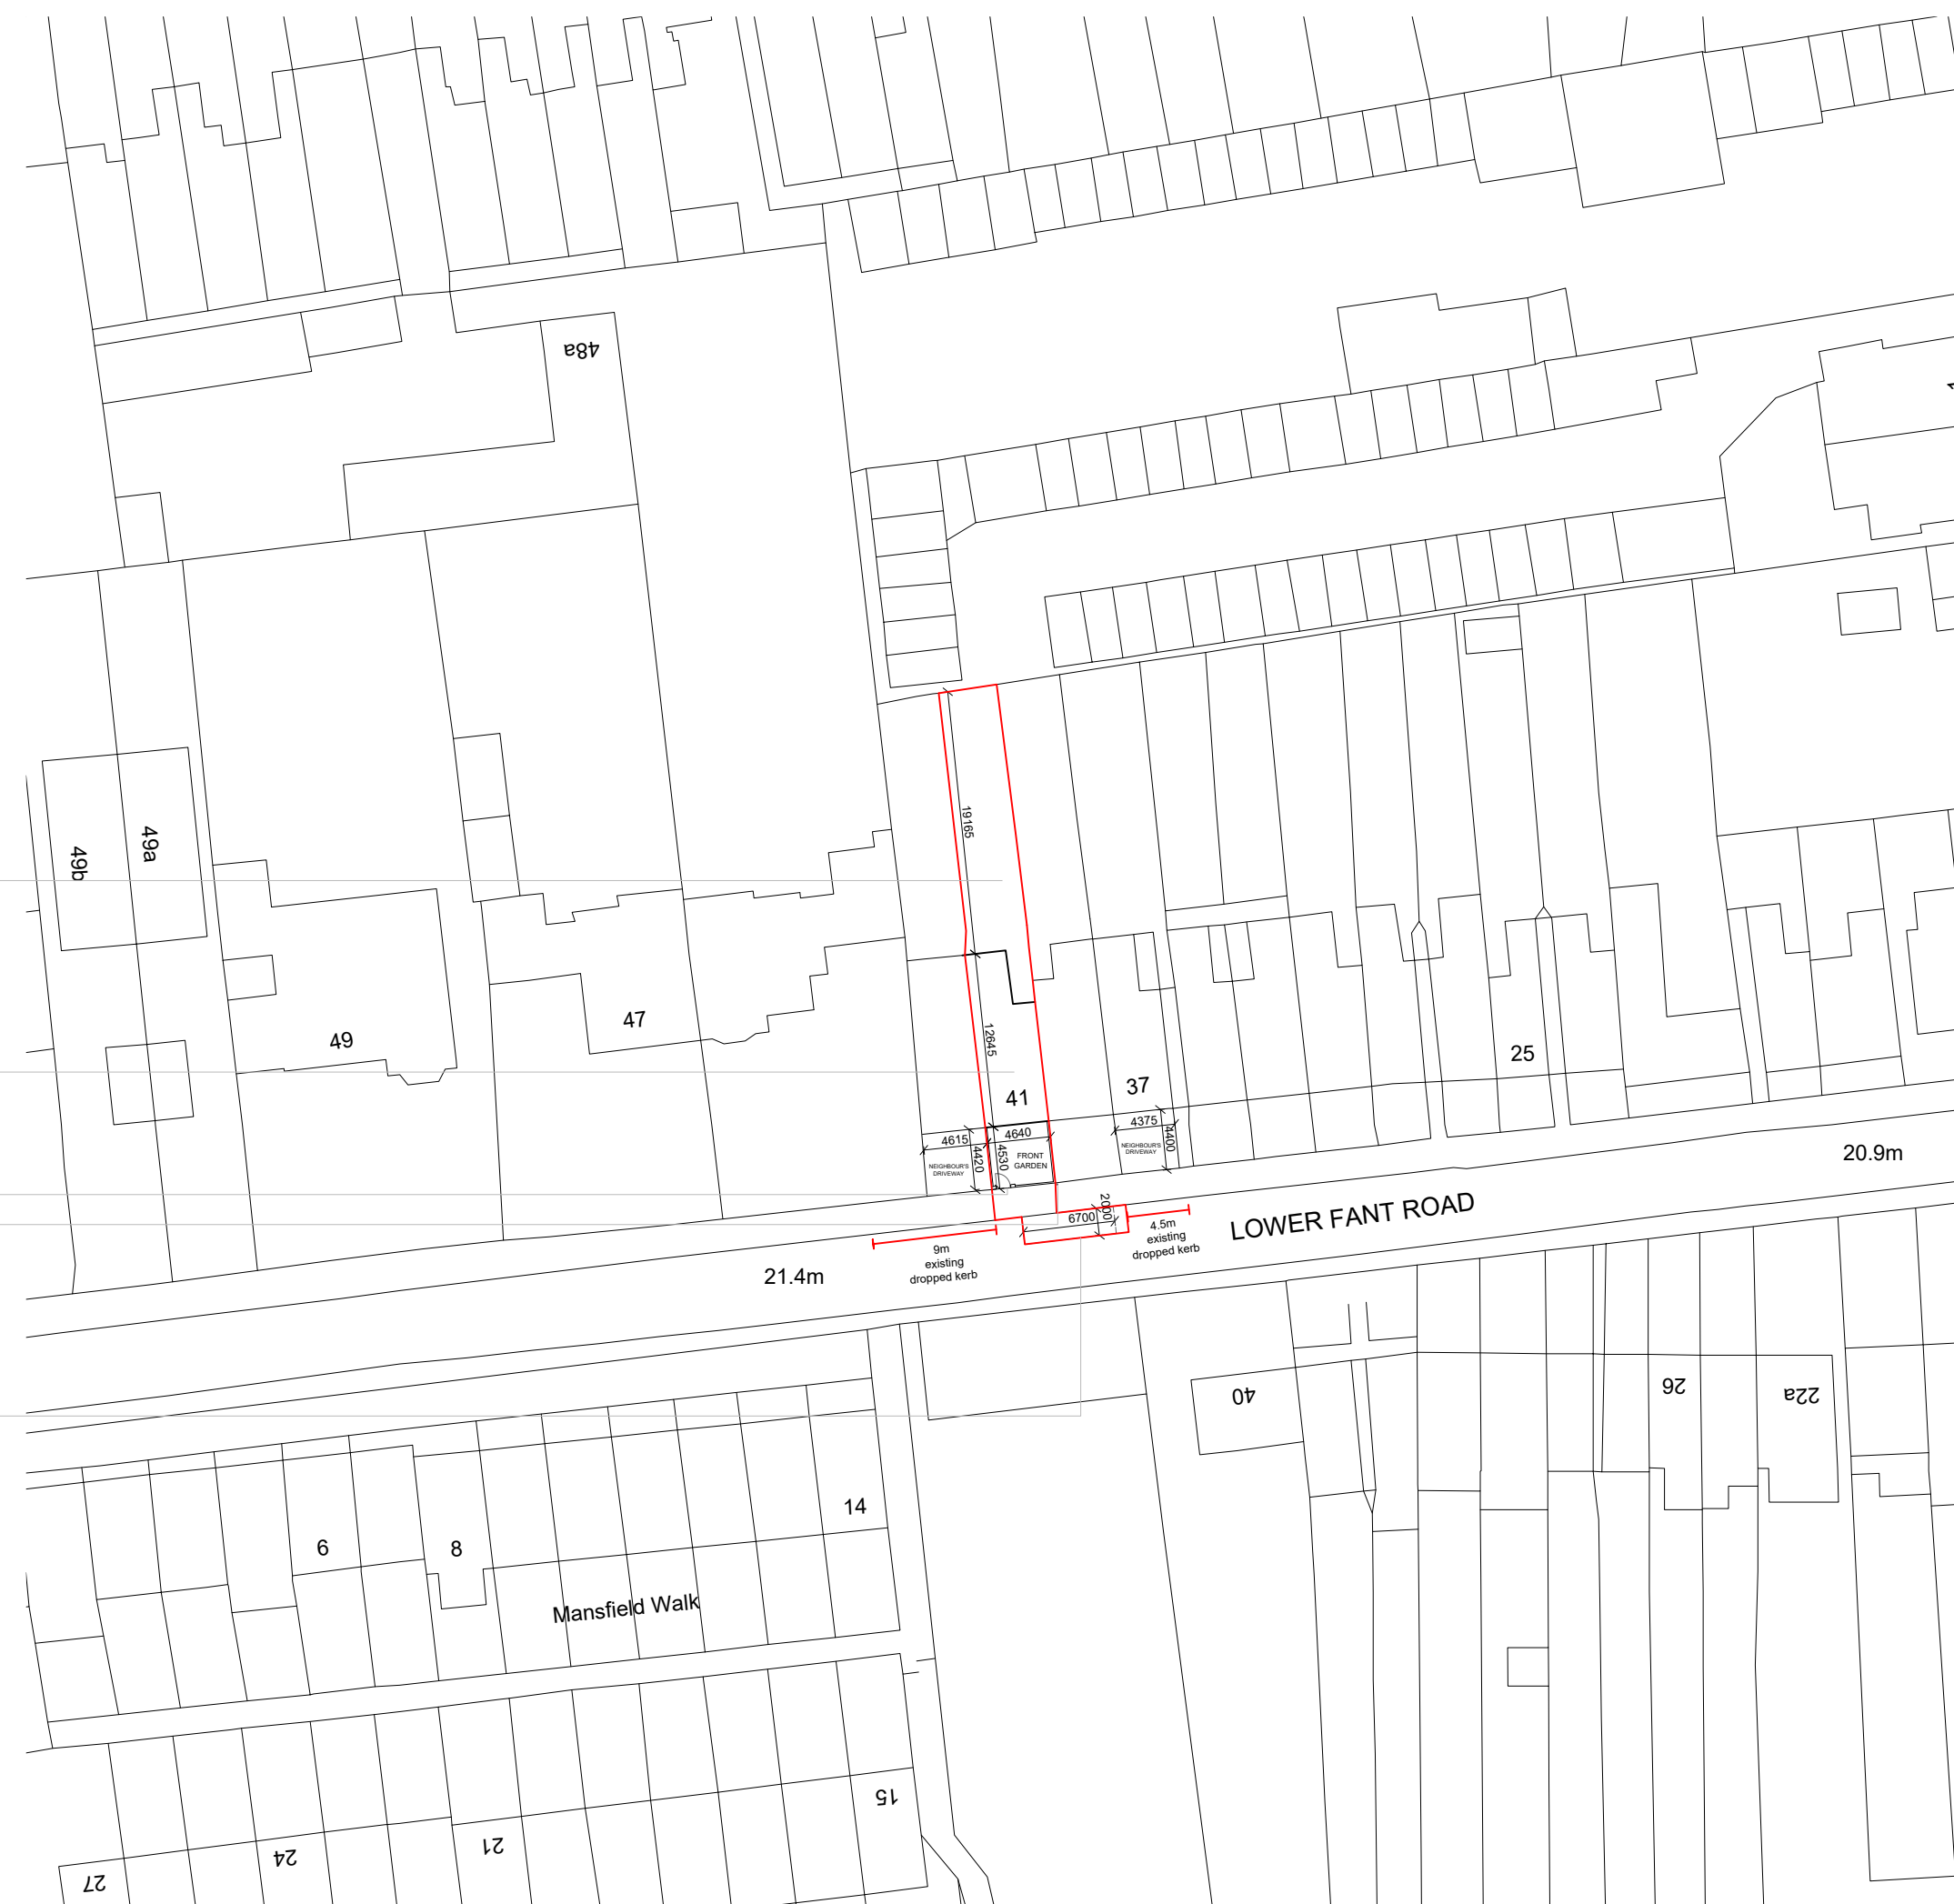 48a
49b
49a
19165
49
47
12645
41
37
25
4615
4420
NEIGHBOUR'S
DRIVEWAY
4640
4530
FRONT
GARDEN
4375
4400
NEIGHBOUR'S
DRIVEWAY
20.9m
LOWER FANT ROAD
6700
2000
4.5m
existing
dropped kerb
9m
existing
dropped kerb
21.4m
40
26
22a
14
6
8
Mansfield Walk
15
21
24
27